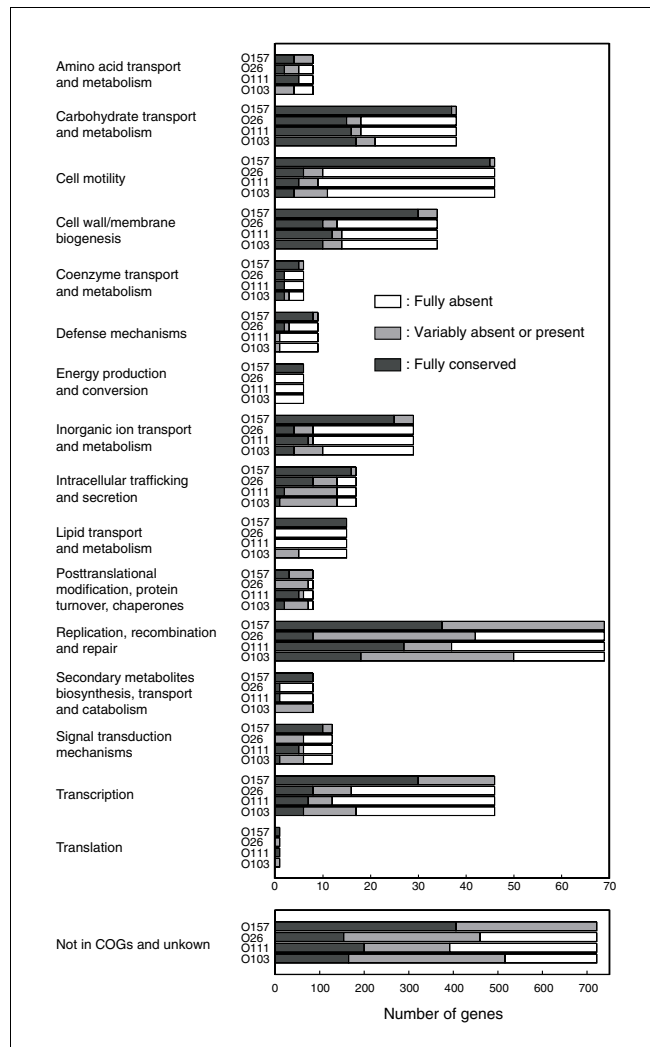 Amino acid transport
and metabolism
O157
O26
O111
O103
Carbohydrate transport
and metabolism
O157
O26
O111
O103
Cell motility
O157
O26
O111
O103
Cell wall/membrane
biogenesis
O157
O26
O111
O103
Coenzyme transport
and metabolism
O157
O26
O111
O103
: Fully absent
: Variably absent or present
: Fully conserved
Defense mechanisms
O157
O26
O111
O103
Energy production
and conversion
O157
O26
O111
O103
Inorganic ion transport
and metabolism
O157
O26
O111
O103
Intracellular trafficking
and secretion
O157
O26
O111
O103
Lipid transport
and metabolism
O157
O26
O111
O103
Posttranslational
modification, protein
turnover, chaperones
O157
O26
O111
O103
Replication, recombination
and repair
O157
O26
O111
O103
Secondary metabolites
biosynthesis, transport
and catabolism
O157
O26
O111
O103
Signal transduction
mechanisms
O157
O26
O111
O103
Transcription
O157
O26
O111
O103
Translation
O157
O26
O111
O103
0 10 20 30 40 50 60 70
Not in COGs and unkown
O157
O26
O111
O103
0 100 200 300 400 500 600 700
Number of genes